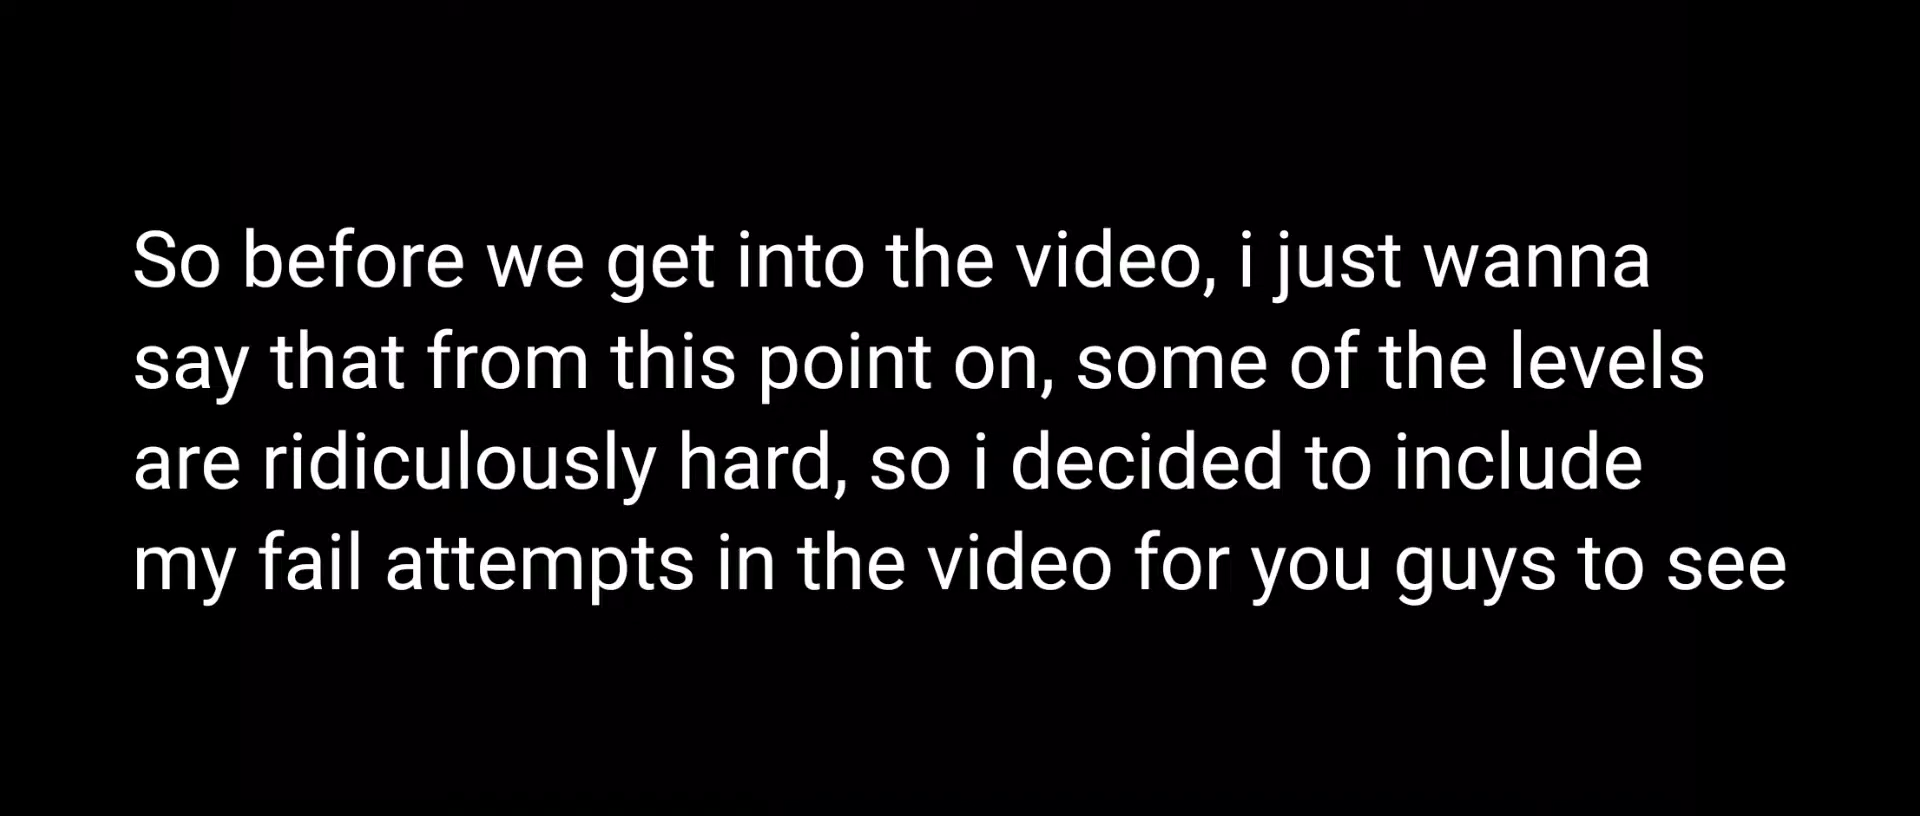 So before we get into the video, i just wanna
say that from this point on, some of the levels
are ridiculously hard, so i decided to include
my fail attempts in the video for you guys to see